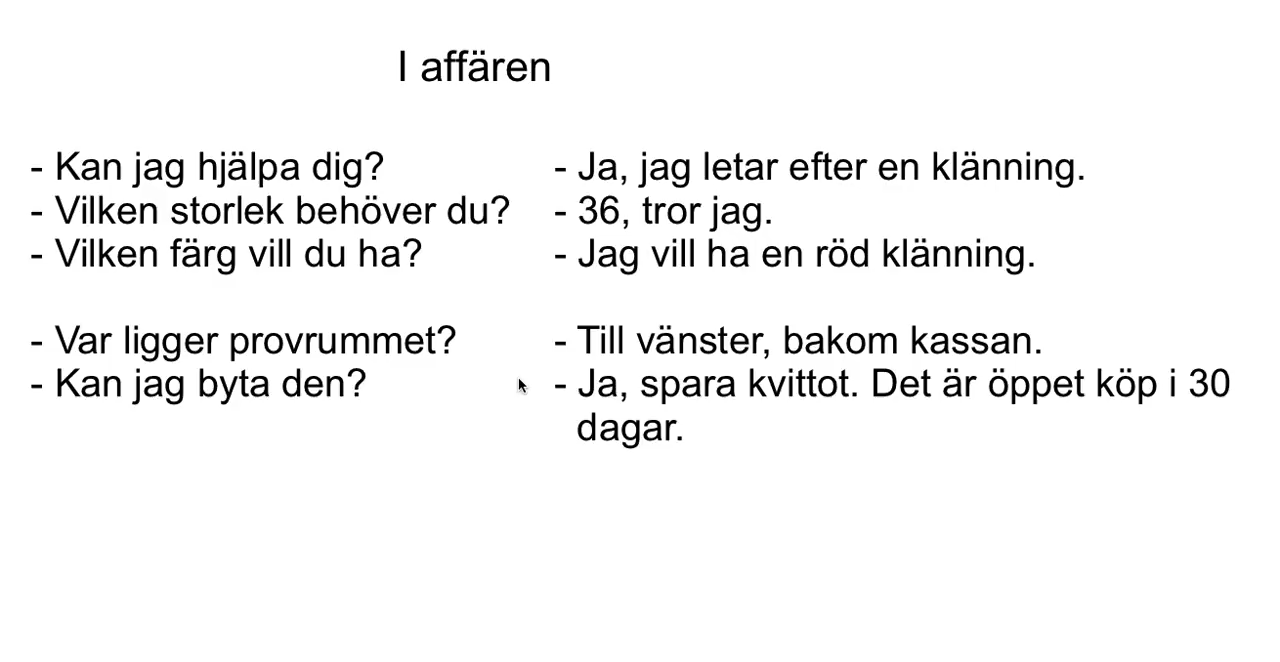 I affären
- Kan jag hjälpa dig?
- Ja, jag letar efter en klänning.
- Vilken storlek behöver du?
- 36, tror jag.
- Vilken färg vill du ha?
- Jag vill ha en röd klänning.
- Var ligger provrummet?
- Till vänster, bakom kassan.
- Kan jag byta den?
- Ja, spara kvittot. Det är öppet köp i 30
dagar.